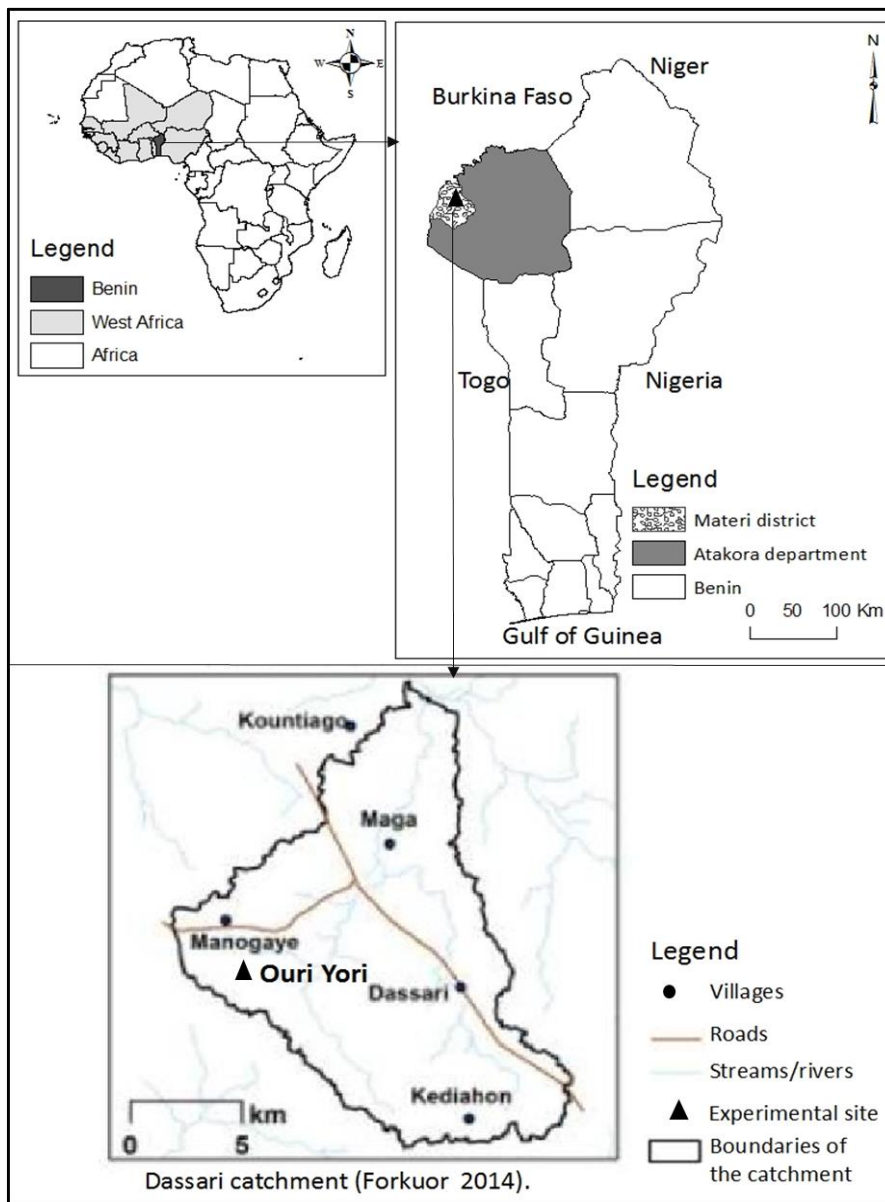 N
W E
S
Legend
Benin
West Africa
Africa
N
Niger
Burkina Faso
Togo
Nigeria
Legend
Materi district
Atakora department
Benin
0 50 100 Km
Gulf of Guinea
Kountiago
Maga
Manogaye
Ouri Yori
Dassari
Kediahon
km
0 5
Legend
Villages
Roads
Streams/rivers
Experimental site
Boundaries of
the catchment
Dassari catchment (Forkuor 2014).